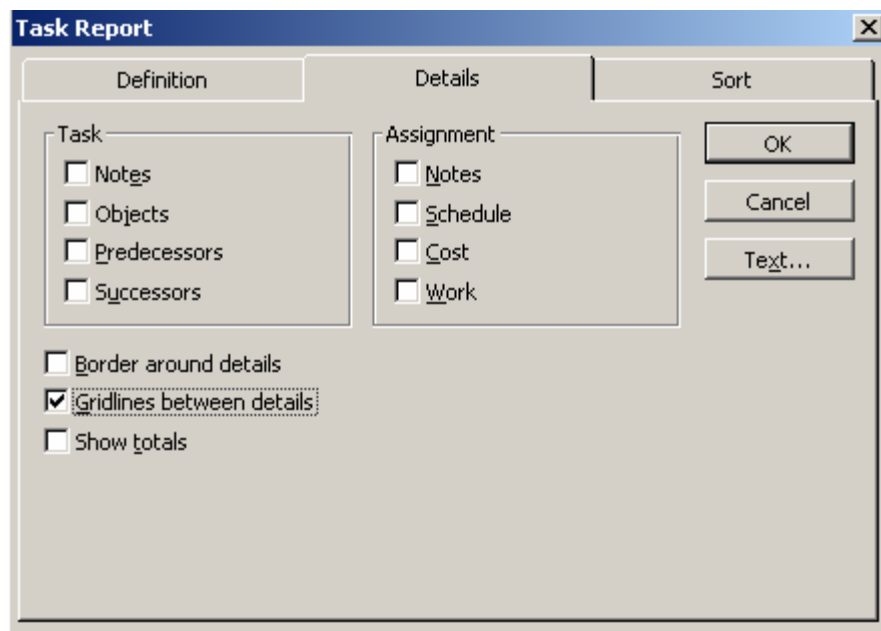 Task Report
Definition
Details
Sort
Task
Notes
Objects
Predecessors
Successors
Assignment
Notes
Schedule
Cost
Work
OK
Cancel
Text...
Border around details
Gridlines between details
Show totals